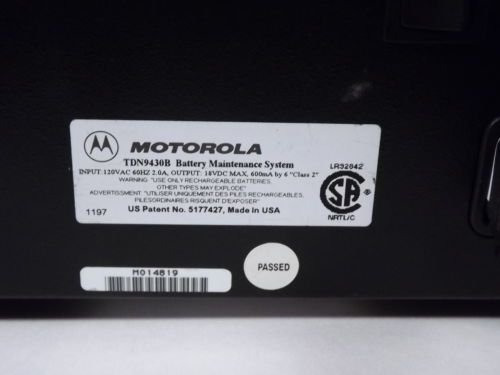 MOTOROLA
TDN9430B Battery Maintenance System
INPUT 120VAC 60HZ 2.0A, OUTPUT: 18VDC MAX, 600mA by 6 "Class 2"
WARNING "USE ONLY RECHARGEABLE BATTERIES,
OTHER TYPES MAY EXPLODE"
ADVERTISSEMENT "UTILISER UNIQUEMENT DES PILES RECHARGEABLES,
PILESORDINAIRES RISQUENT D'EXPOSER"
1197
US Patent No. 5177427, Made In USA
LR32642
SA
®
NRTL/C
M014819
PASSED